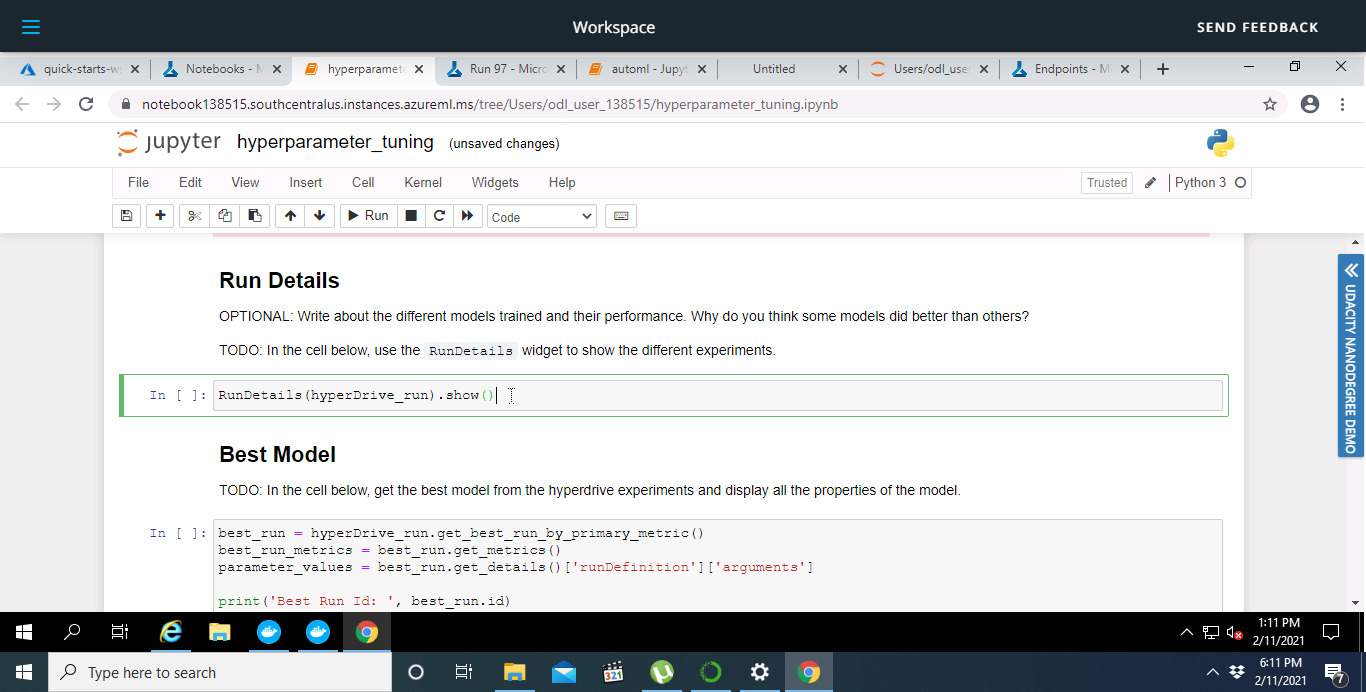 Workspace
SEND FEEDBACK
quick-starts-w
Notebooks - M
hyperparamete
Run 97 - Micro
automl - Jupyt
Untitled
Users/odl_use
Endpoints - Mi
notebook138515.southcentralus.instances.azureml.ms/tree/Users/odl_user_138515/hyperparameter_tuning.ipynb
jupyter hyperparameter_tuning (unsaved changes)
File Edit View Insert Cell Kernel Widgets Help
Trusted
Python 3
Run
Code
Run Details
OPTIONAL: Write about the different models trained and their performance. Why do you think some models did better than others?
TODO: In the cell below, use the RunDetails widget to show the different experiments.
In [ ]: RunDetails(hyperDrive_run).show()
UDACITY NANODEGREE DEMO
Best Model
TODO: In the cell below, get the best model from the hyperdrive experiments and display all the properties of the model.
In [ ]: best_run = hyperDrive_run.get_best_run_by_primary_metric()
best_run_metrics = best_run.get_metrics()
parameter_values = best_run.get_details()['runDefinition']['arguments']
print('Best Run Id: ', best_run.id)
1:11 PM
2/11/2021
Type here to search
321
6:11 PM
2/11/2021
7